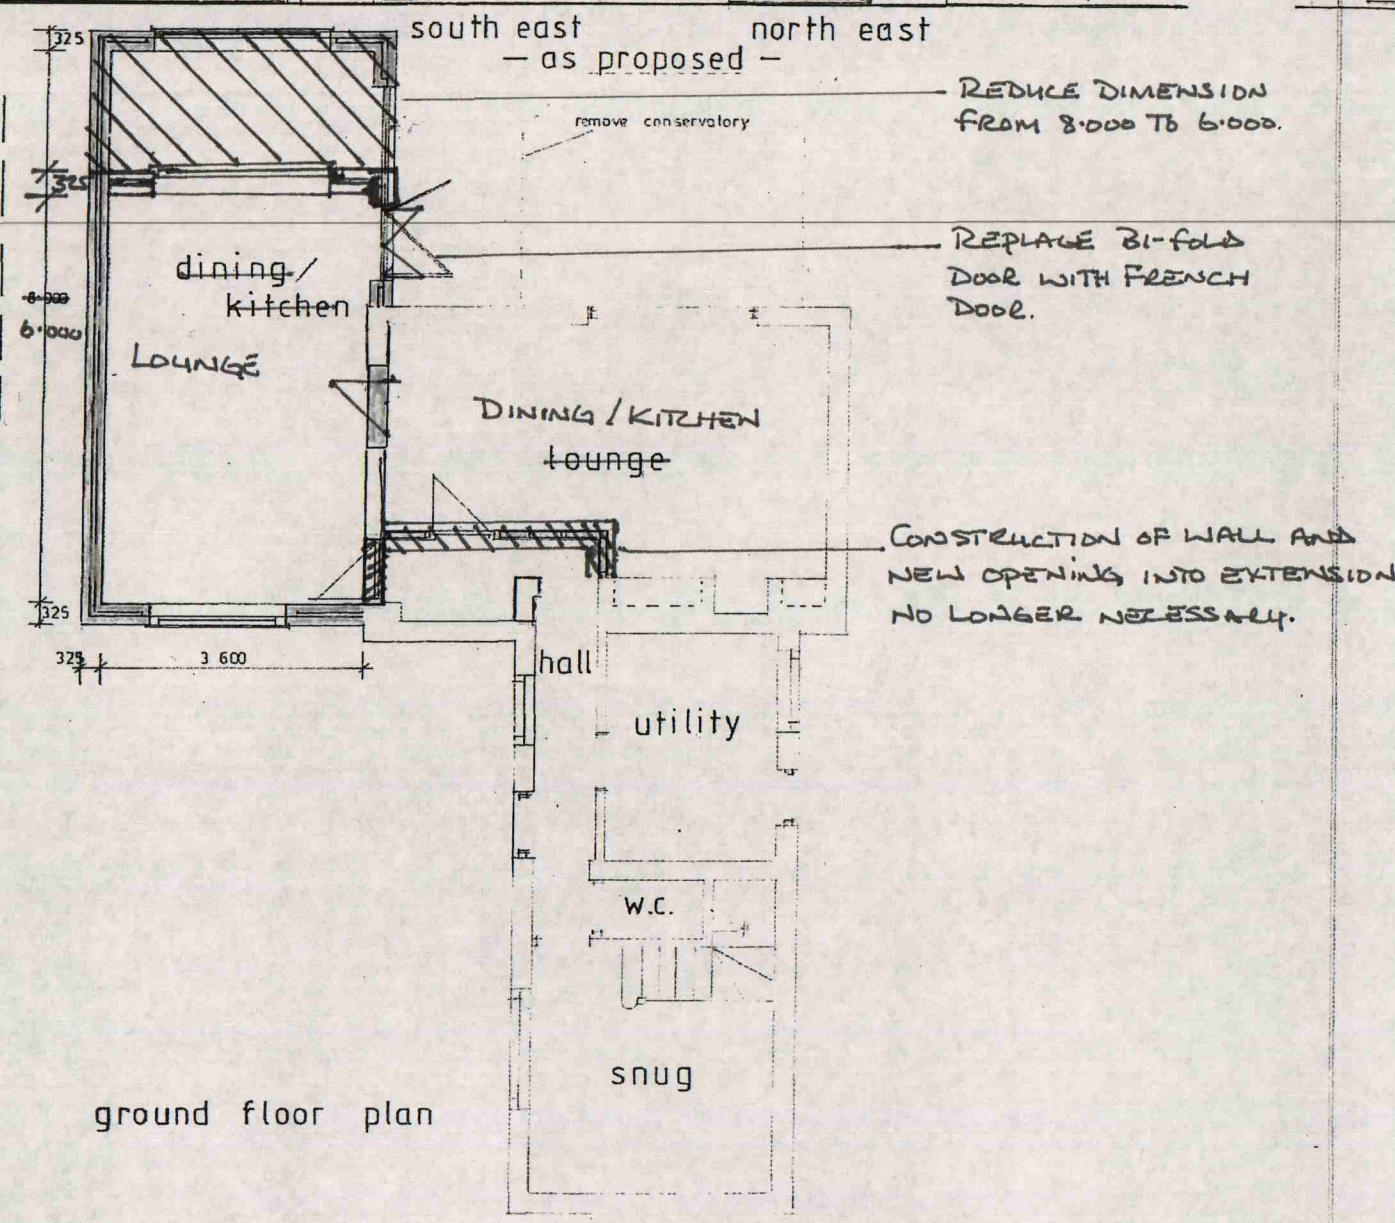 south east north east
— as proposed —
325
REDUCE DIMENSION
FROM 8.000 TO 6.000.
remove conservatory
325
REPLACE BI-FOLD
DOOR WITH FRENCH
DOOR.
dining/
kitchen
8.000
6.000
LOUNGE
DINING / KITCHEN
lounge
CONSTRUCTION OF WALL AND
NEW OPENING INTO EXTENSION
NO LONGER NECESSARY.
325
325 3 600
hall
utility
W.C.
snug
ground floor plan